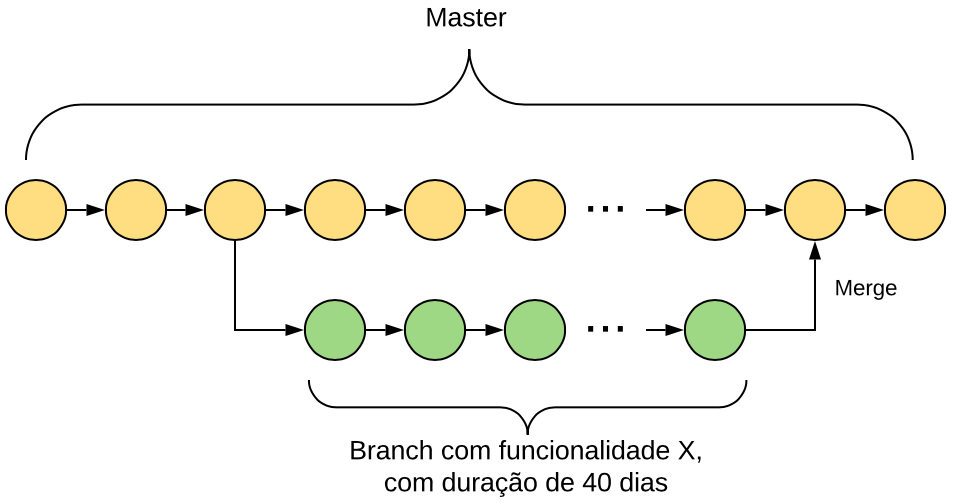 Master
...
...
Merge
Branch com funcionalidade X,
com duração de 40 dias